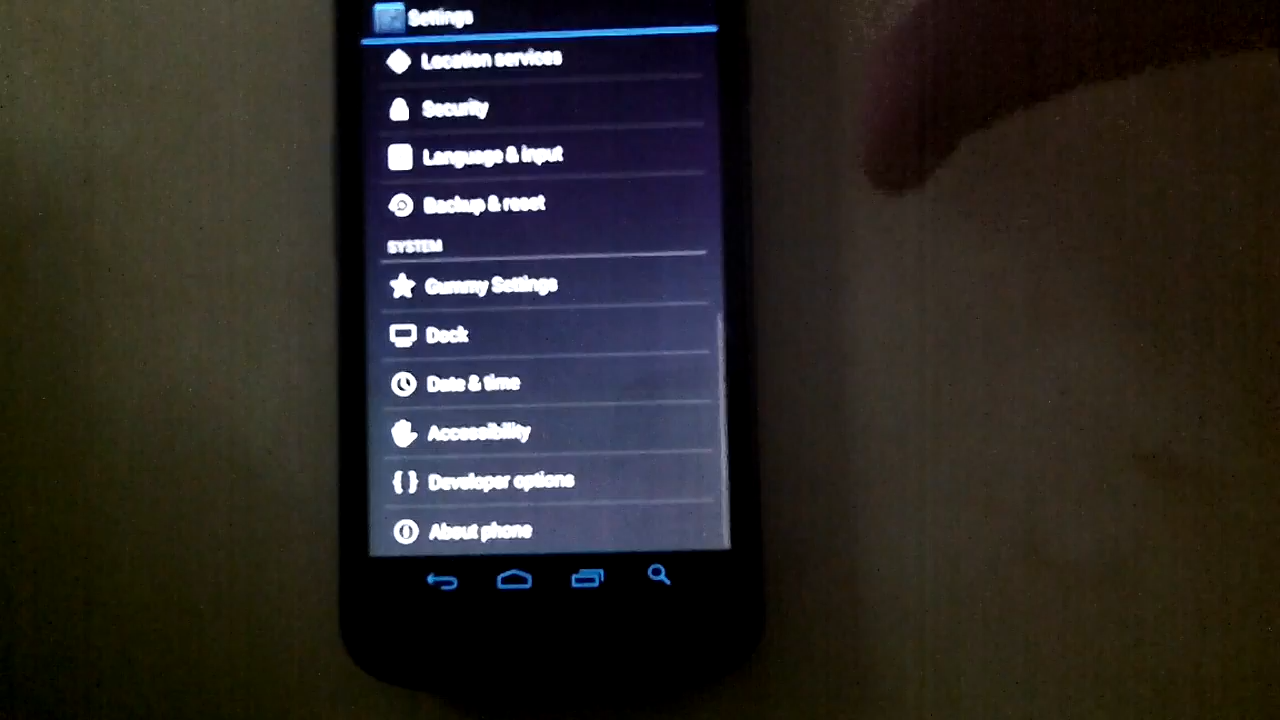 Settings
Location services
Security
Language & input
Backup & reset
SYSTEM
Gummy Settings
Dock
Date & time
Accessibility
Developer options
About phone